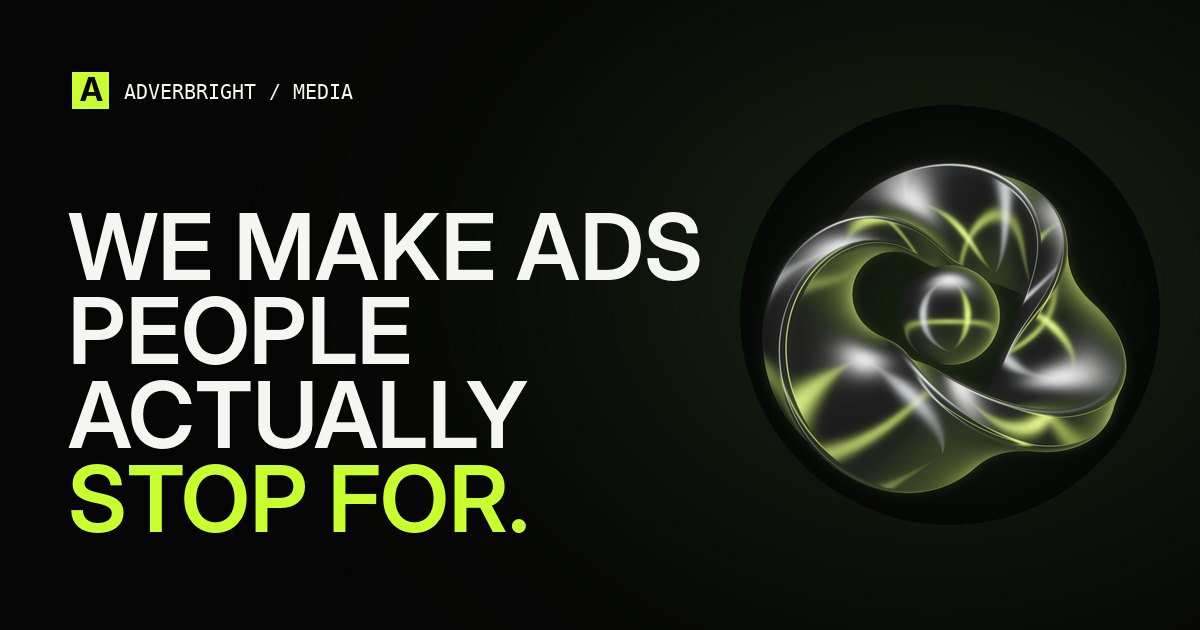 A ADVERBRIGHT / MEDIA
WE MAKE ADS
PEOPLE
ACTUALLY
STOP FOR.